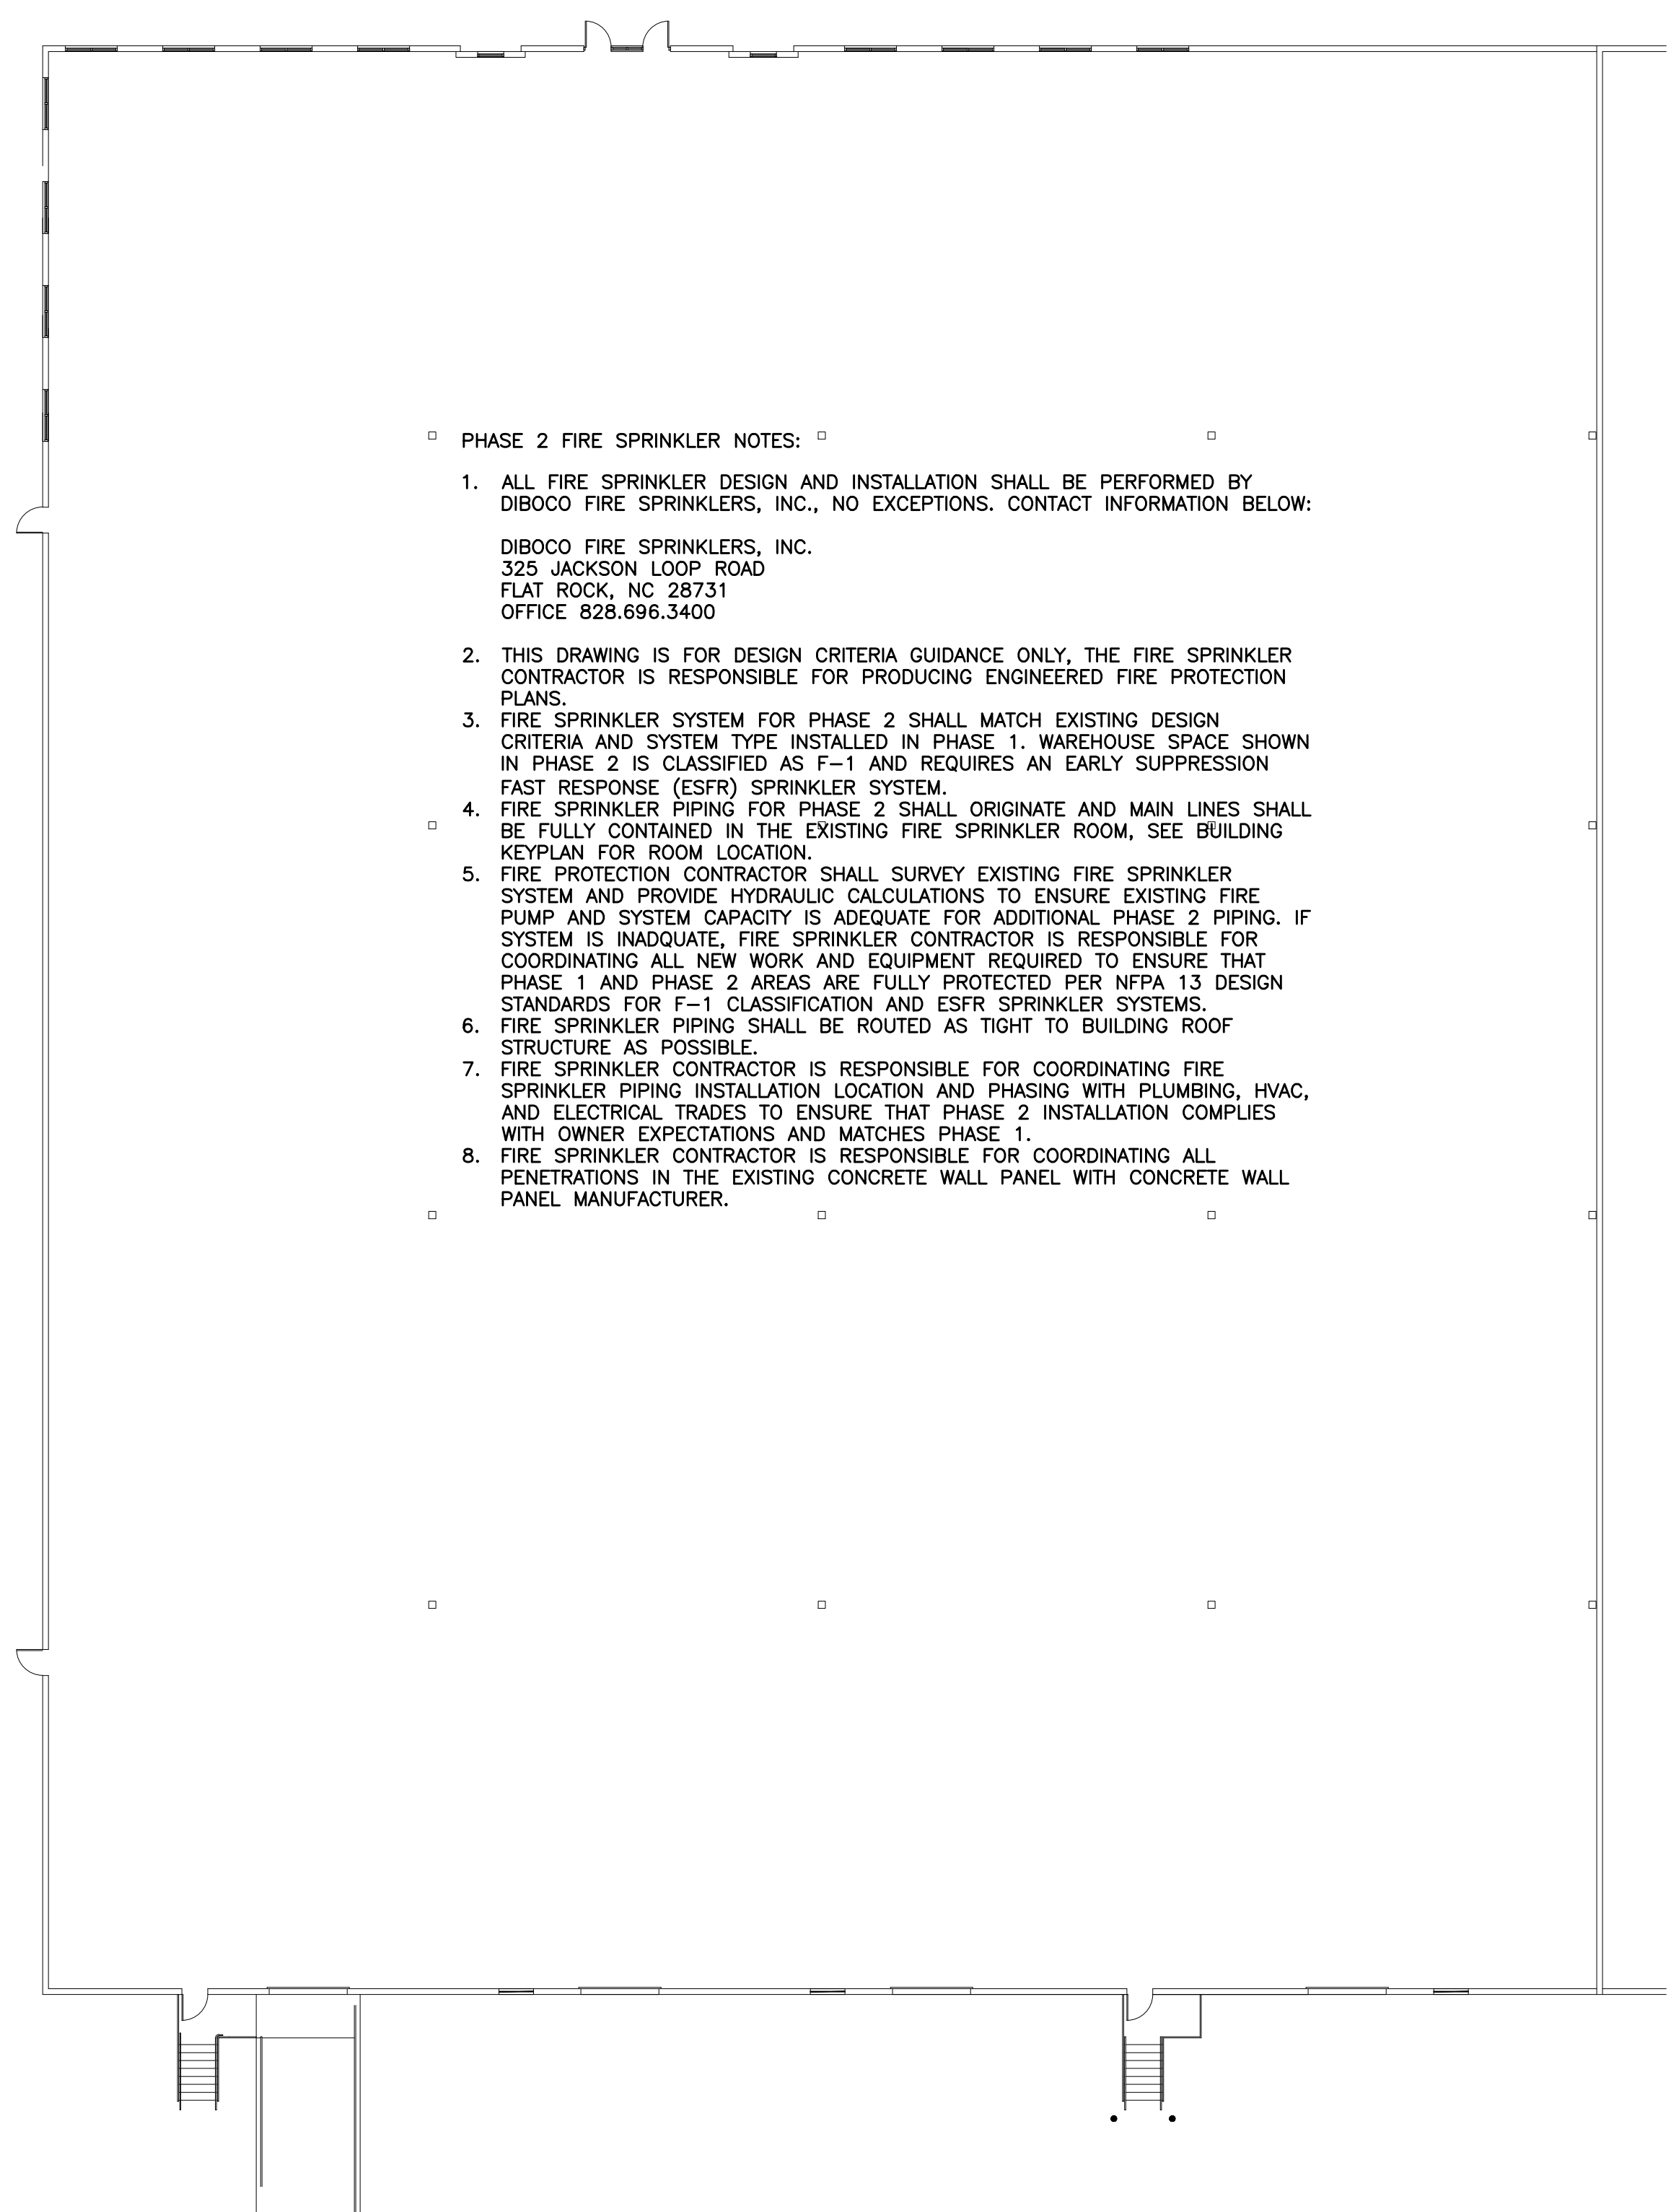 PHASE 2 FIRE SPRINKLER NOTES:
1. ALL FIRE SPRINKLER DESIGN AND INSTALLATION SHALL BE PERFORMED BY
DIBOCO FIRE SPRINKLERS, INC., NO EXCEPTIONS. CONTACT INFORMATION BELOW:
DIBOCO FIRE SPRINKLERS, INC.
325 JACKSON LOOP ROAD
FLAT ROCK, NC 28731
OFFICE 828.696.3400
2. THIS DRAWING IS FOR DESIGN CRITERIA GUIDANCE ONLY, THE FIRE SPRINKLER
CONTRACTOR IS RESPONSIBLE FOR PRODUCING ENGINEERED FIRE PROTECTION
PLANS.
3. FIRE SPRINKLER SYSTEM FOR PHASE 2 SHALL MATCH EXISTING DESIGN
CRITERIA AND SYSTEM TYPE INSTALLED IN PHASE 1. WAREHOUSE SPACE SHOWN
IN PHASE 2 IS CLASSIFIED AS F-1 AND REQUIRES AN EARLY SUPPRESSION
FAST RESPONSE (ESFR) SPRINKLER SYSTEM.
4. FIRE SPRINKLER PIPING FOR PHASE 2 SHALL ORIGINATE AND MAIN LINES SHALL
BE FULLY CONTAINED IN THE EXISTING FIRE SPRINKLER ROOM, SEE BUILDING
KEYPLAN FOR ROOM LOCATION.
5. FIRE PROTECTION CONTRACTOR SHALL SURVEY EXISTING FIRE SPRINKLER
SYSTEM AND PROVIDE HYDRAULIC CALCULATIONS TO ENSURE EXISTING FIRE
PUMP AND SYSTEM CAPACITY IS ADEQUATE FOR ADDITIONAL PHASE 2 PIPING. IF
SYSTEM IS INADQUATE, FIRE SPRINKLER CONTRACTOR IS RESPONSIBLE FOR
COORDINATING ALL NEW WORK AND EQUIPMENT REQUIRED TO ENSURE THAT
PHASE 1 AND PHASE 2 AREAS ARE FULLY PROTECTED PER NFPA 13 DESIGN
STANDARDS FOR F-1 CLASSIFICATION AND ESFR SPRINKLER SYSTEMS.
6. FIRE SPRINKLER PIPING SHALL BE ROUTED AS TIGHT TO BUILDING ROOF
STRUCTURE AS POSSIBLE.
7. FIRE SPRINKLER CONTRACTOR IS RESPONSIBLE FOR COORDINATING FIRE
SPRINKLER PIPING INSTALLATION LOCATION AND PHASING WITH PLUMBING, HVAC,
AND ELECTRICAL TRADES TO ENSURE THAT PHASE 2 INSTALLATION COMPLIES
WITH OWNER EXPECTATIONS AND MATCHES PHASE 1.
8. FIRE SPRINKLER CONTRACTOR IS RESPONSIBLE FOR COORDINATING ALL
PENETRATIONS IN THE EXISTING CONCRETE WALL PANEL WITH CONCRETE WALL
PANEL MANUFACTURER.